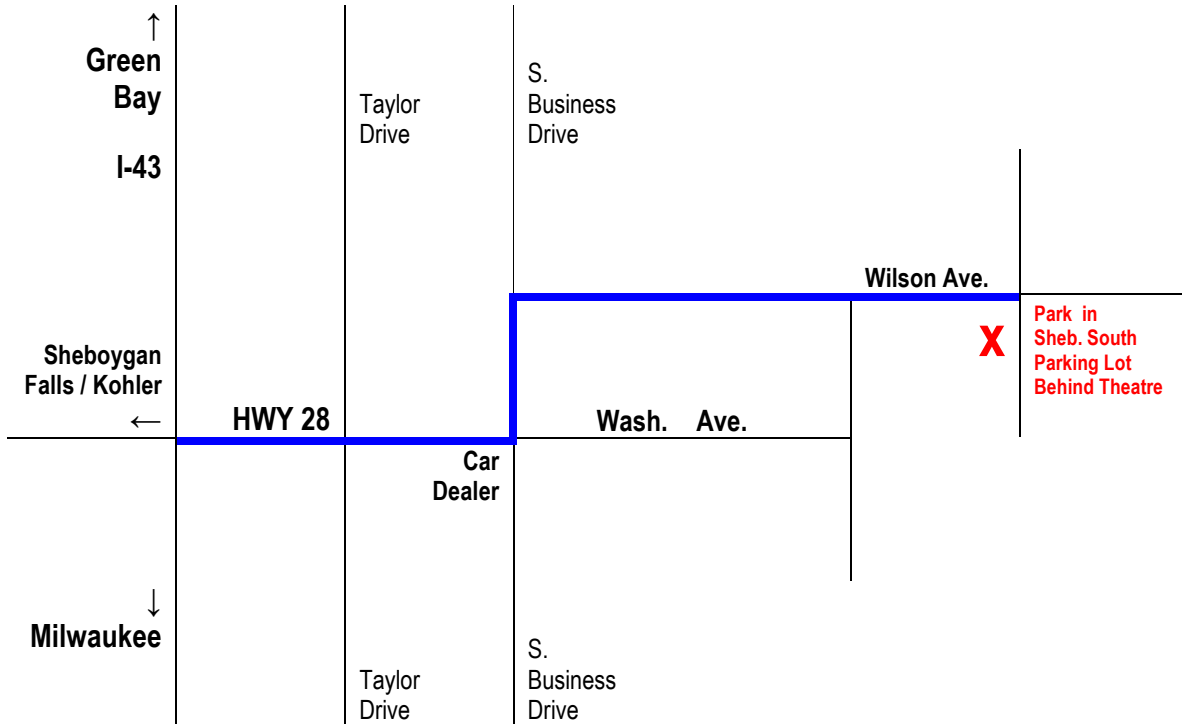 ↑
Green
Bay
I-43
Taylor
Drive
S.
Business
Drive
Wilson Ave.
Park in
Sheb. South
Parking Lot
Behind Theatre
X
Sheboygan
Falls / Kohler
←
HWY 28
Wash. Ave.
Car
Dealer
↓
Milwaukee
Taylor
Drive
S.
Business
Drive